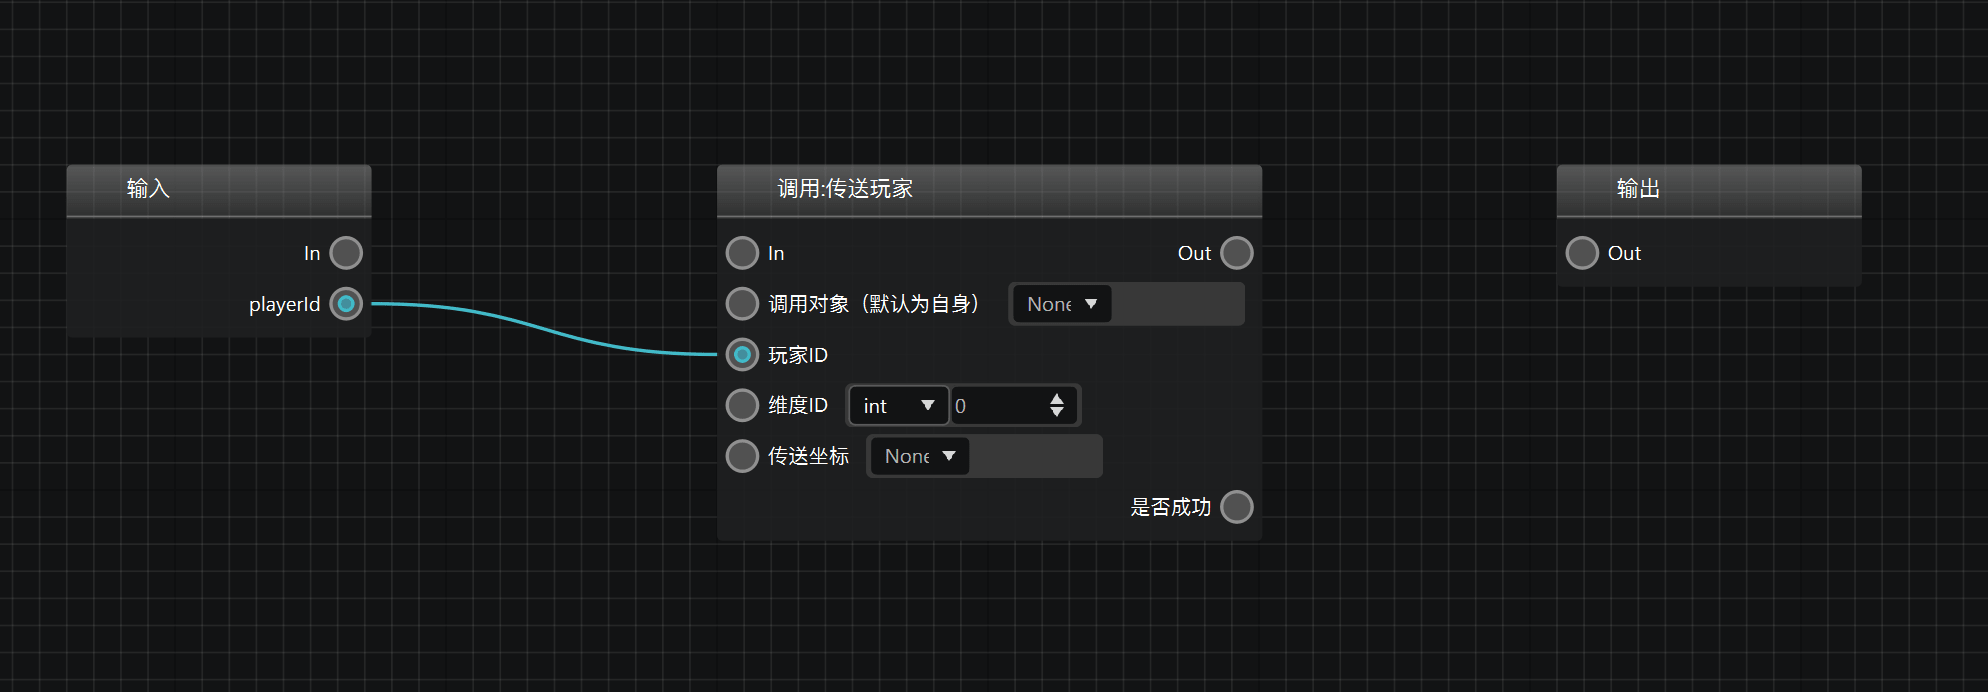 输入
In
playerId
调用:传送玩家
In
Out
调用对象（默认为自身）
None
玩家ID
维度ID
int
0
传送坐标
None
是否成功
输出
Out